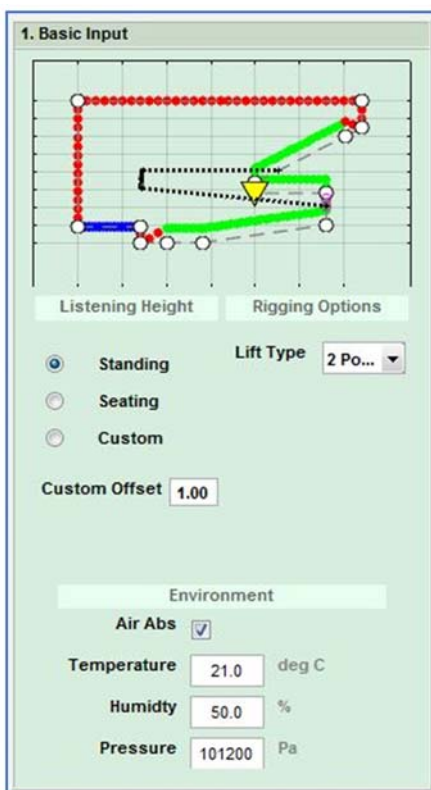 1. Basic Input
Listening Height Rigging Options
Standing Lift Type 2 Po...
Seating
Custom
Custom Offset 1.00
Environment
Air Abs
Temperature 21.0 deg C
Humidty 50.0 %
Pressure 101200 Pa